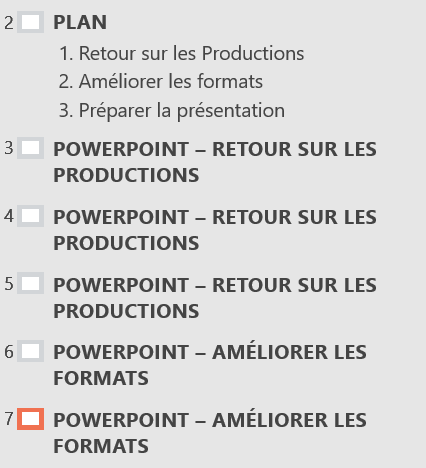 2 PLAN
1. Retour sur les Productions
2. Améliorer les formats
3. Préparer la présentation
3 POWERPOINT – RETOUR SUR LES
PRODUCTIONS
4 POWERPOINT – RETOUR SUR LES
PRODUCTIONS
5 POWERPOINT – RETOUR SUR LES
PRODUCTIONS
6 POWERPOINT – AMÉLIORER LES
FORMATS
7 POWERPOINT – AMÉLIORER LES
FORMATS